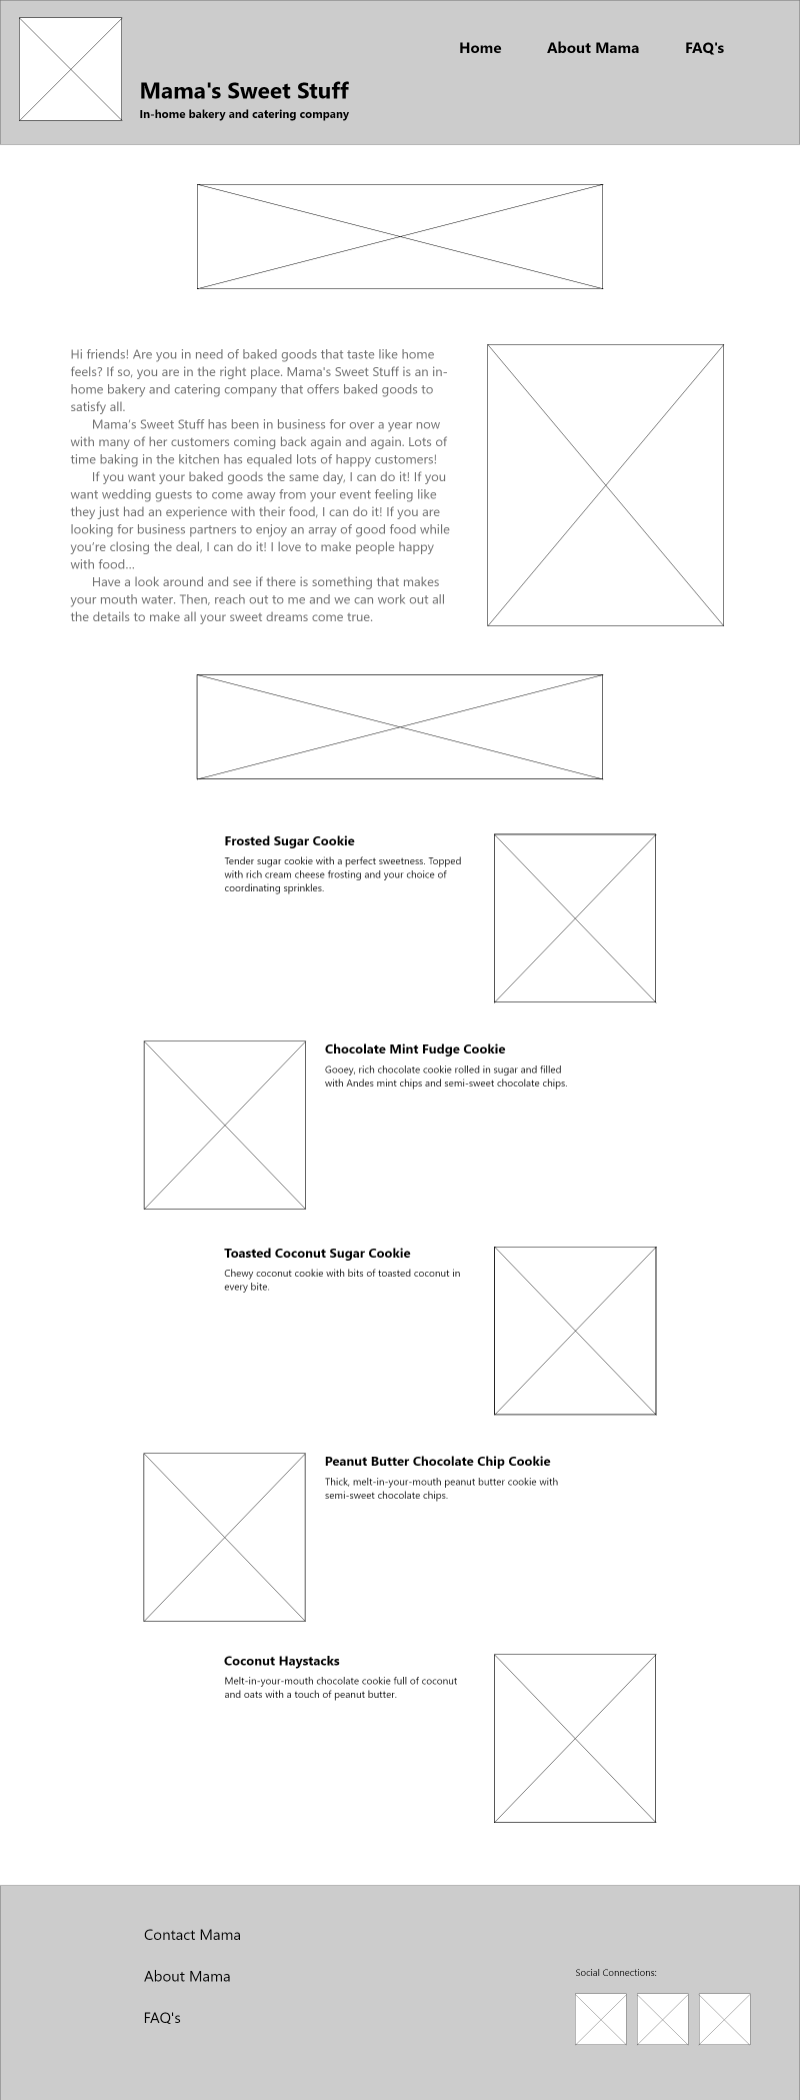 Home About Mama FAQ's
Mama's Sweet Stuff
In-home bakery and catering company
Hi friends! Are you in need of baked goods that taste like home
feels? If so, you are in the right place. Mama's Sweet Stuff is an in-
home bakery and catering company that offers baked goods to
satisfy all.
Mama's Sweet Stuff has been in business for over a year now
with many of her customers coming back again and again. Lots of
time baking in the kitchen has equaled lots of happy customers!
If you want your baked goods the same day, I can do it! If you
want wedding guests to come away from your event feeling like
they just had an experience with their food, I can do it! If you are
looking for business partners to enjoy an array of good food while
you're closing the deal, I can do it! I love to make people happy
with food...
Have a look around and see if there is something that makes
your mouth water. Then, reach out to me and we can work out all
the details to make all your sweet dreams come true.
Frosted Sugar Cookie
Tender sugar cookie with a perfect sweetness. Topped
with rich cream cheese frosting and your choice of
coordinating sprinkles.
Chocolate Mint Fudge Cookie
Gooey, rich chocolate cookie rolled in sugar and filled
with Andes mint chips and semi-sweet chocolate chips.
Toasted Coconut Sugar Cookie
Chewy coconut cookie with bits of toasted coconut in
every bite.
Peanut Butter Chocolate Chip Cookie
Thick, melt-in-your-mouth peanut butter cookie with
semi-sweet chocolate chips.
Coconut Haystacks
Melt-in-your-mouth chocolate cookie full of coconut
and oats with a touch of peanut butter.
Contact Mama
About Mama
FAQ's
Social Connections: